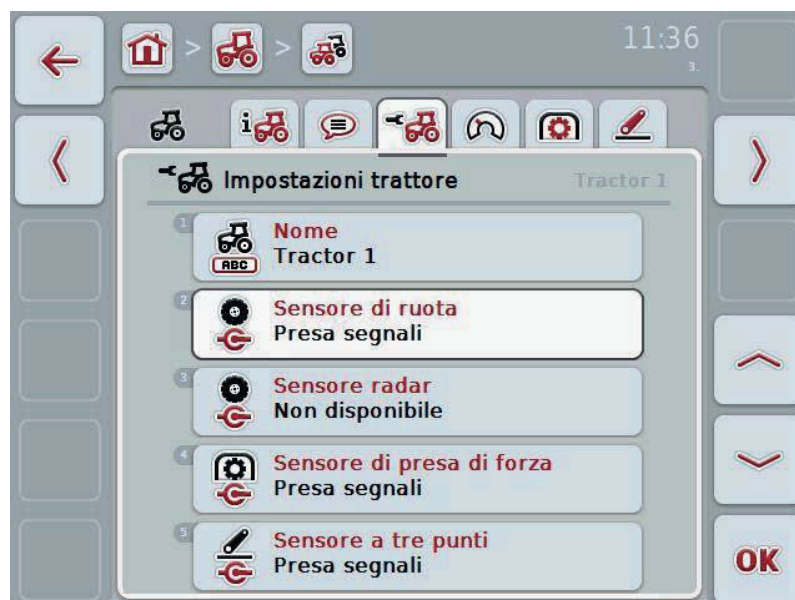 11:36
3.
i
Impostazioni trattore
Tractor 1
1
Nome
Tractor 1
ABC
2
Sensore di ruota
Presa segnali
3
Sensore radar
Non disponibile
4
Sensore di presa di forza
Presa segnali
5
Sensore a tre punti
Presa segnali
OK